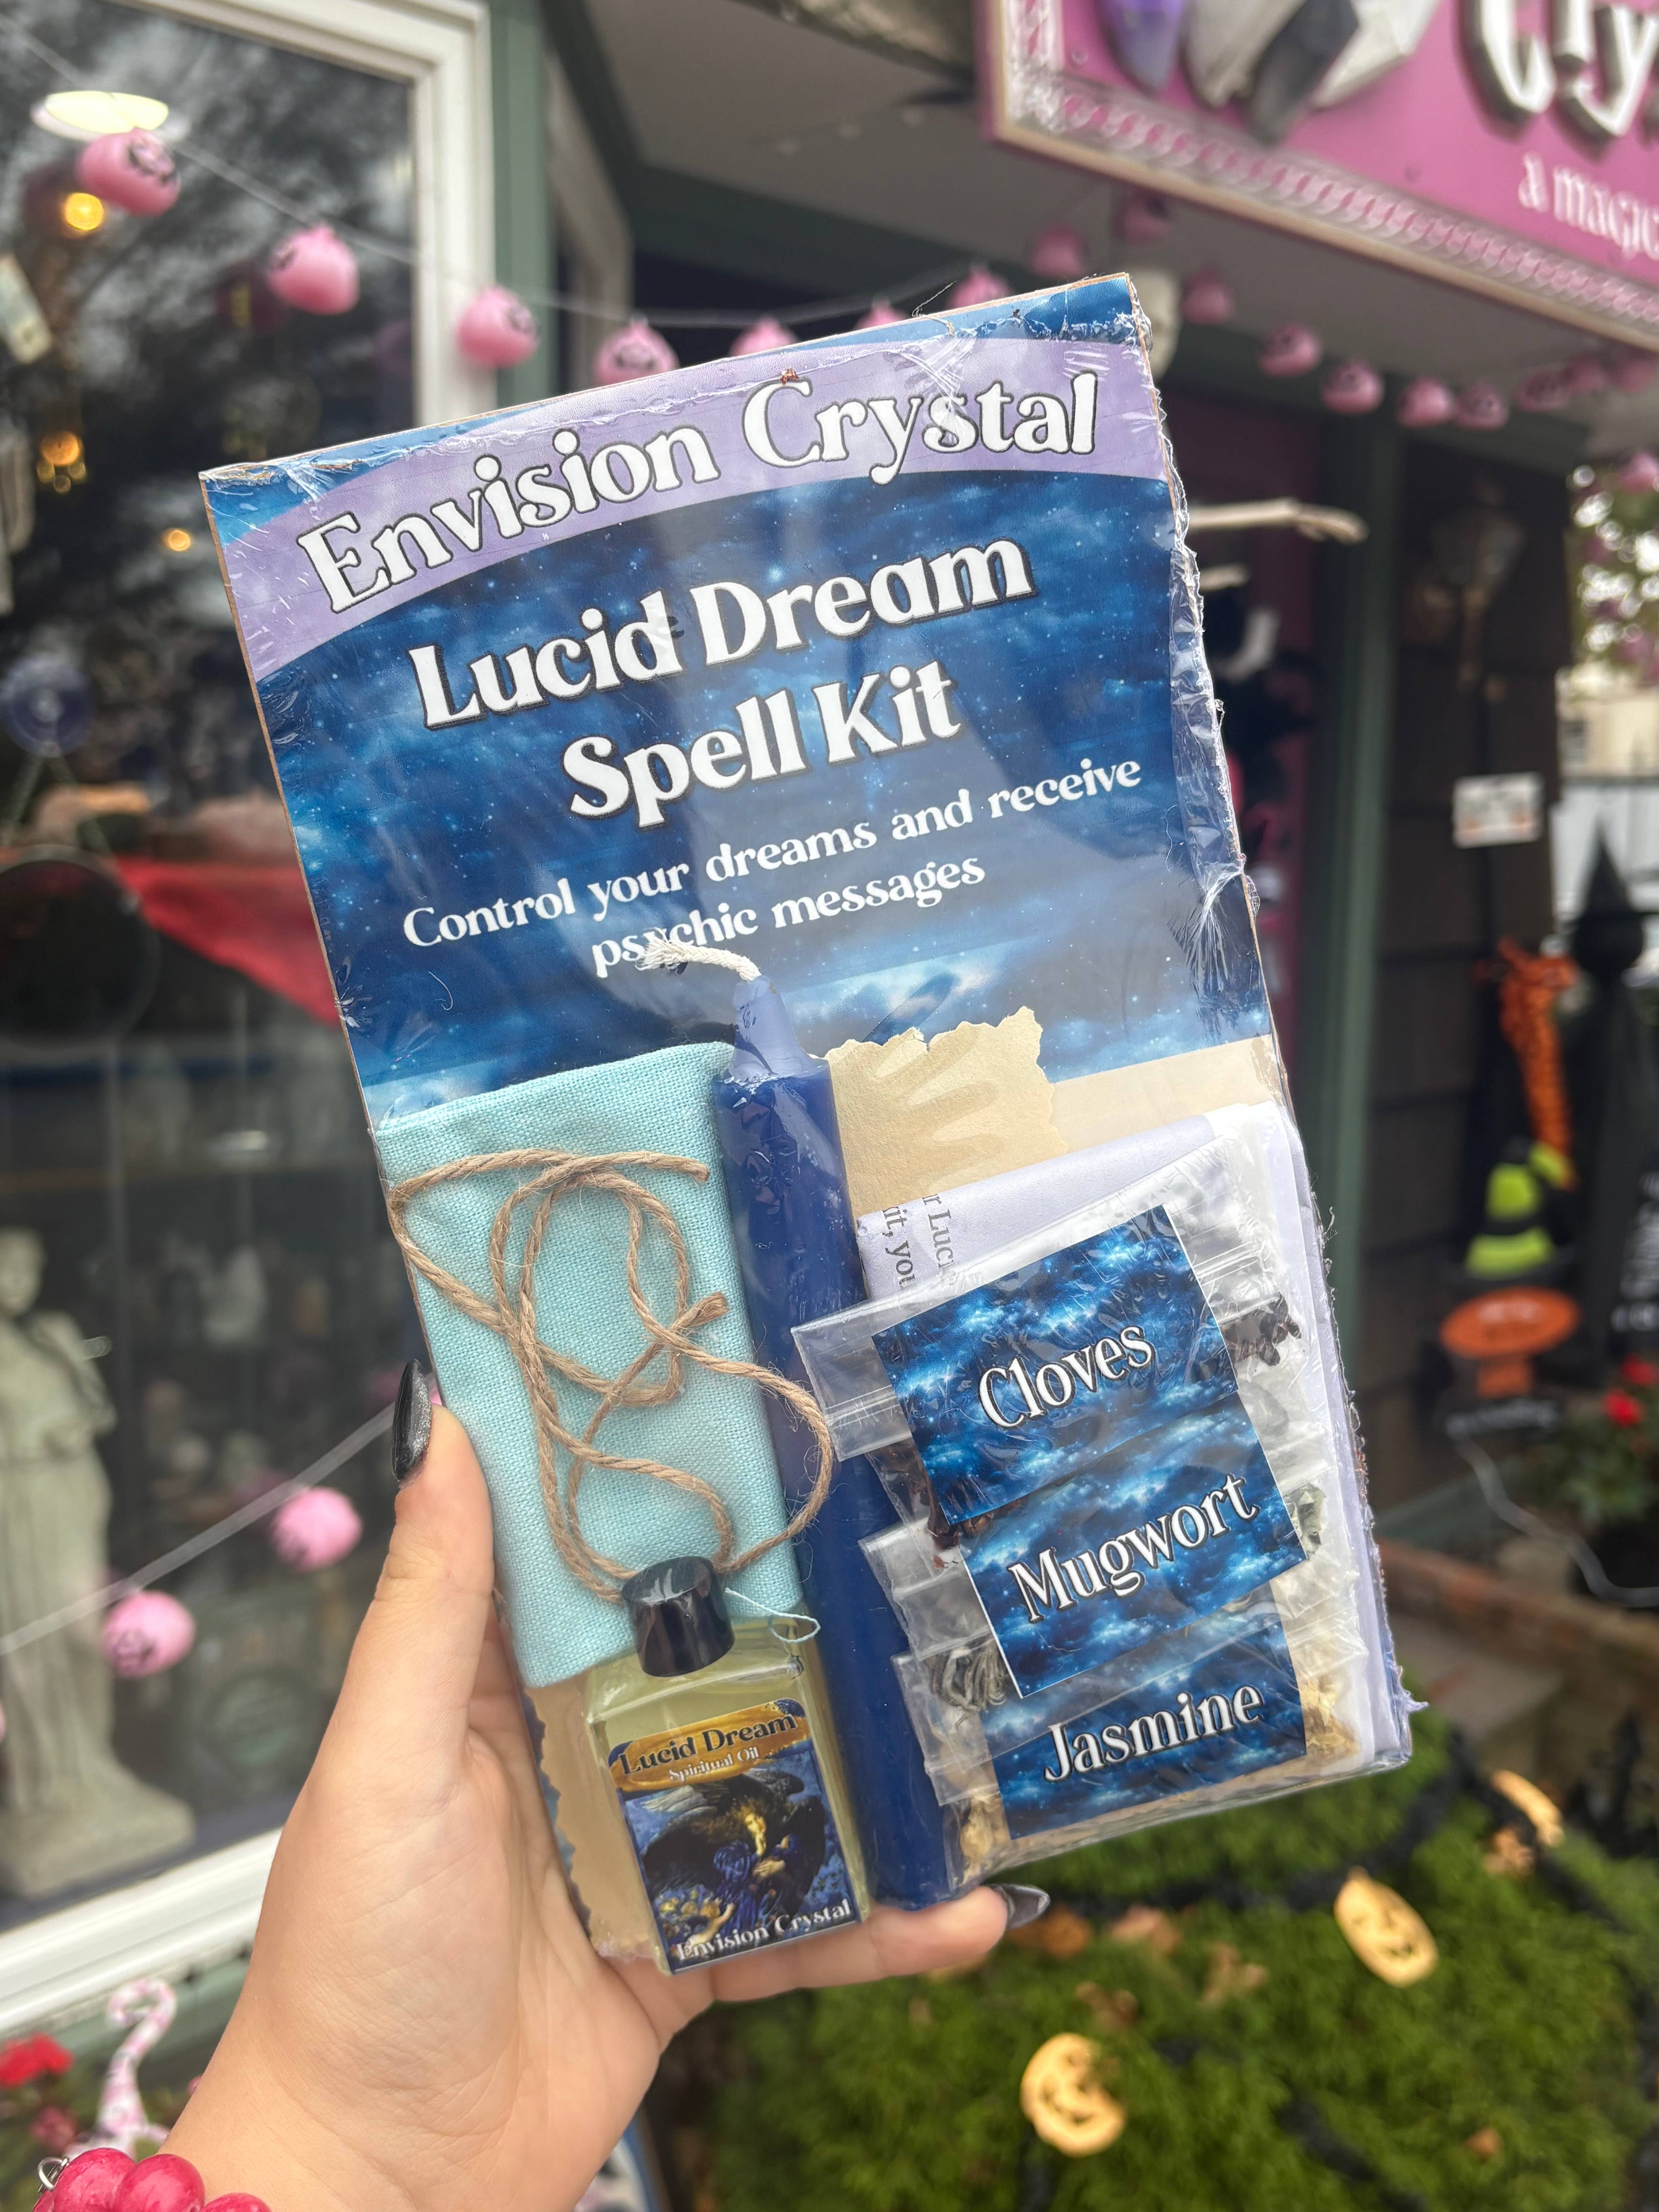 a magic
Envision Crystal
Lucid Dream
Spell Kit
Control your dreams and receive
psychic messages
Cloves
Mugwort
Jasmine
Lucid Dream
Spiritual Oil
Envision Crystal